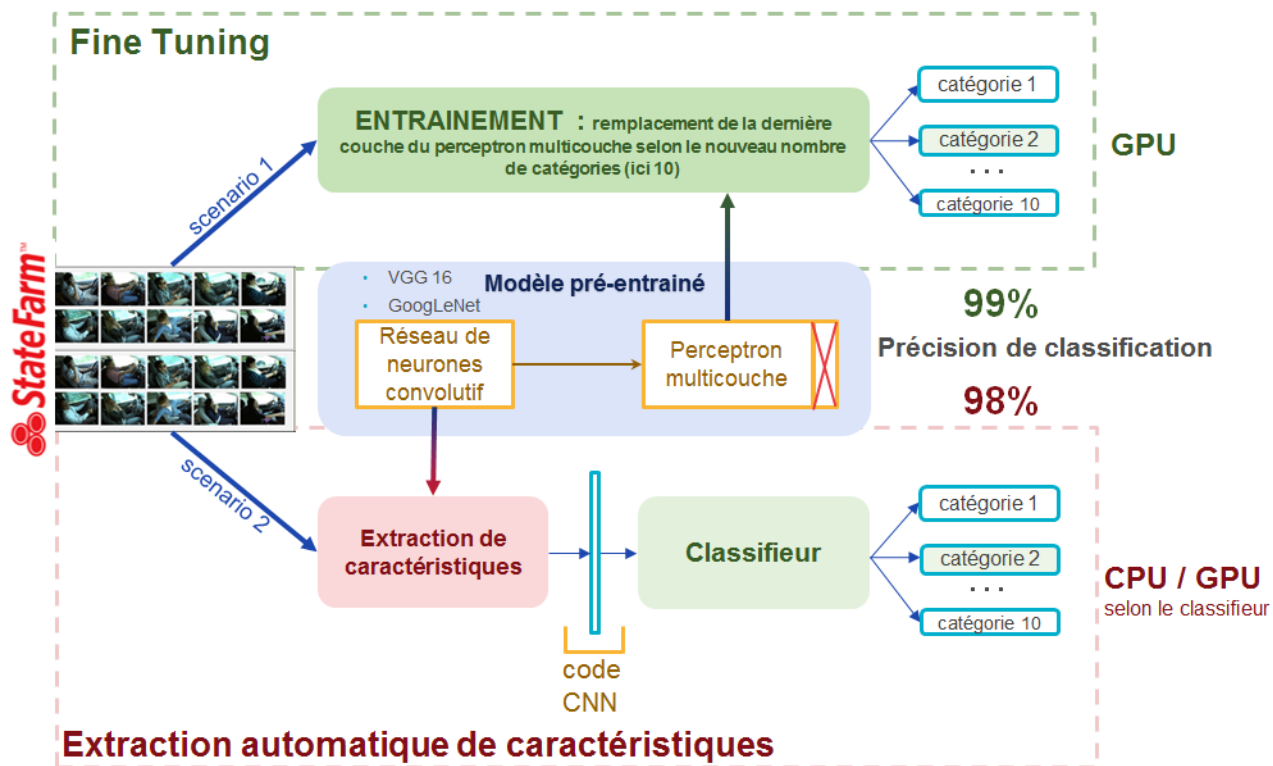 Fine Tuning
ENTRAINEMENT : remplacement de la dernière
couche du perceptron multicouche selon le nouveau nombre
de catégories (ici 10)
catégorie 1
catégorie 2
...
catégorie 10
GPU
scenario 1
StateFarm™
VGG 16
GoogLeNet
Modèle pré-entrainé
Réseau de
neurones
convolutif
Perceptron
multicouche
99%
Précision de classification
98%
scenario 2
Extraction de
caractéristiques
code
CNN
Classifieur
catégorie 1
catégorie 2
...
catégorie 10
CPU / GPU
selon le classifieur
Extraction automatique de caractéristiques